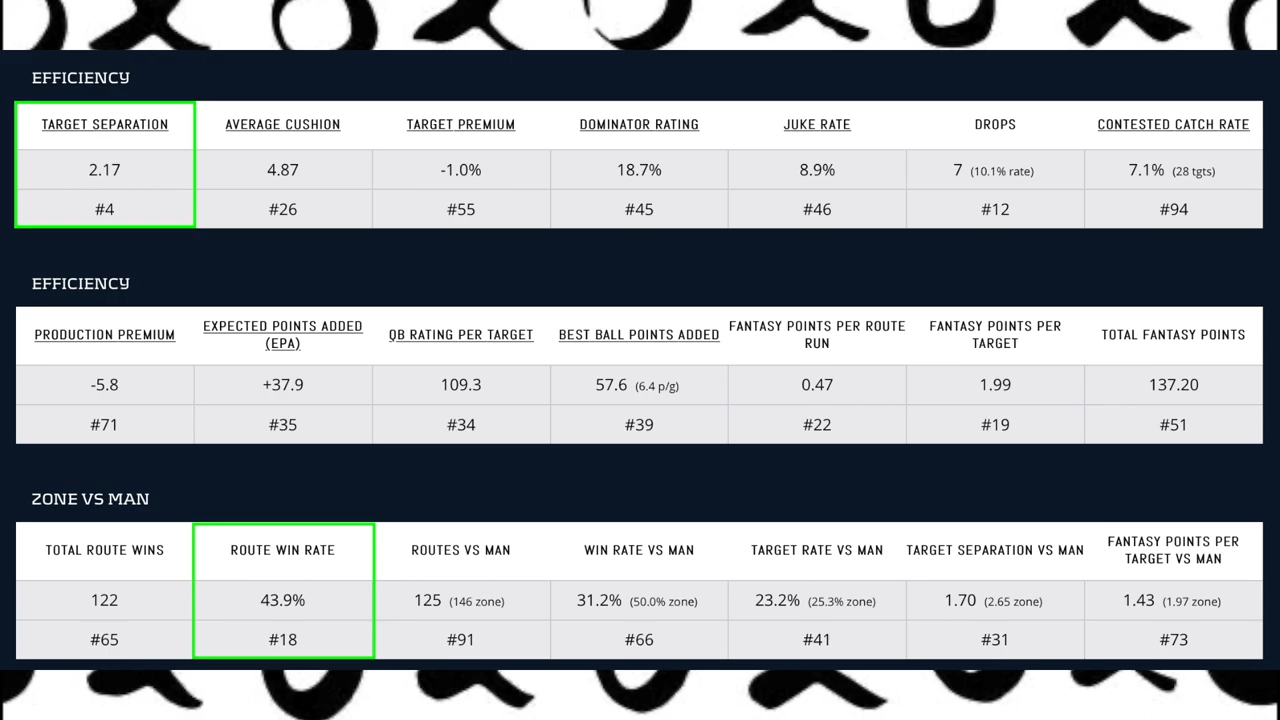 EFFICIENCY
TARGET SEPARATION AVERAGE CUSHION TARGET PREMIUM DOMINATOR RATING JUKE RATE DROPS CONTESTED CATCH RATE
2.17 4.87 -1.0% 18.7% 8.9% 7 (10.1% rate) 7.1% (28 tgts)
#4 #26 #55 #45 #46 #12 #94
EFFICIENCY
PRODUCTION PREMIUM EXPECTED POINTS ADDED (EPA) QB RATING PER TARGET BEST BALL POINTS ADDED FANTASY POINTS PER ROUTE RUN FANTASY POINTS PER TARGET TOTAL FANTASY POINTS
-5.8 +37.9 109.3 57.6 (6.4 p/g) 0.47 1.99 137.20
#71 #35 #34 #39 #22 #19 #51
ZONE VS MAN
TOTAL ROUTE WINS ROUTE WIN RATE ROUTES VS MAN WIN RATE VS MAN TARGET RATE VS MAN TARGET SEPARATION VS MAN FANTASY POINTS PER TARGET VS MAN
122 43.9% 125 (146 zone) 31.2% (50.0% zone) 23.2% (25.3% zone) 1.70 (2.65 zone) 1.43 (1.97 zone)
#65 #18 #91 #66 #41 #31 #73